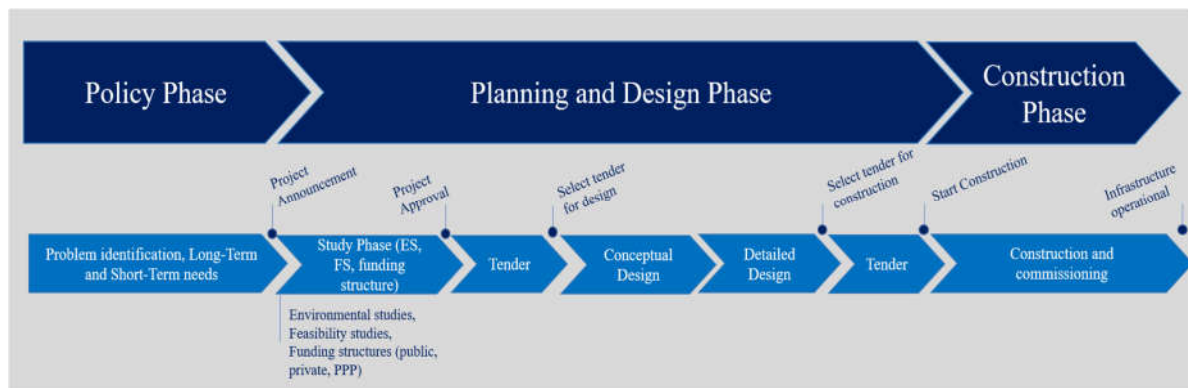 Policy Phase
Planning and Design Phase
Construction
Phase
Project
Announcement
Project
Approval
Select tender
for design
Select tender for
construction
Start Construction
Infrastructure
operational
Problem identification, Long-Term
and Short-Term needs
Study Phase (ES,
FS, funding
structure)
Tender
Conceptual
Design
Detailed
Design
Tender
Construction and
commissioning
Environmental studies,
Feasibility studies,
Funding structures (public,
private, PPP)